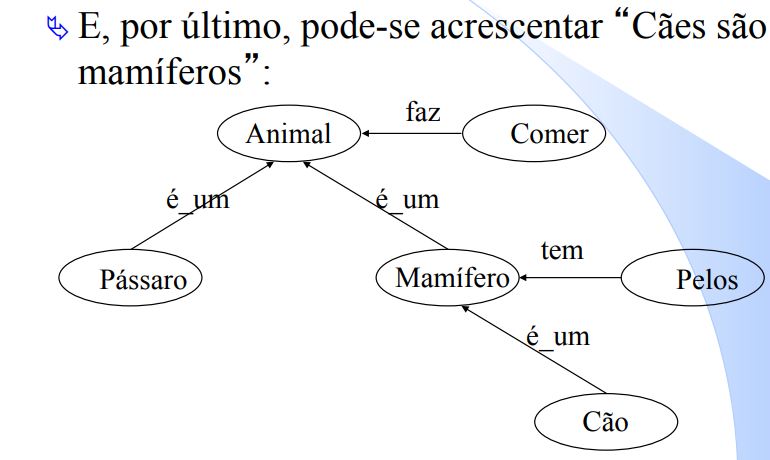 E, por último, pode-se acrescentar “Cães são
mamíferos”:
faz
Animal
Comer
é_um
é_um
tem
Pássaro
Mamífero
Pelos
é_um
Cão